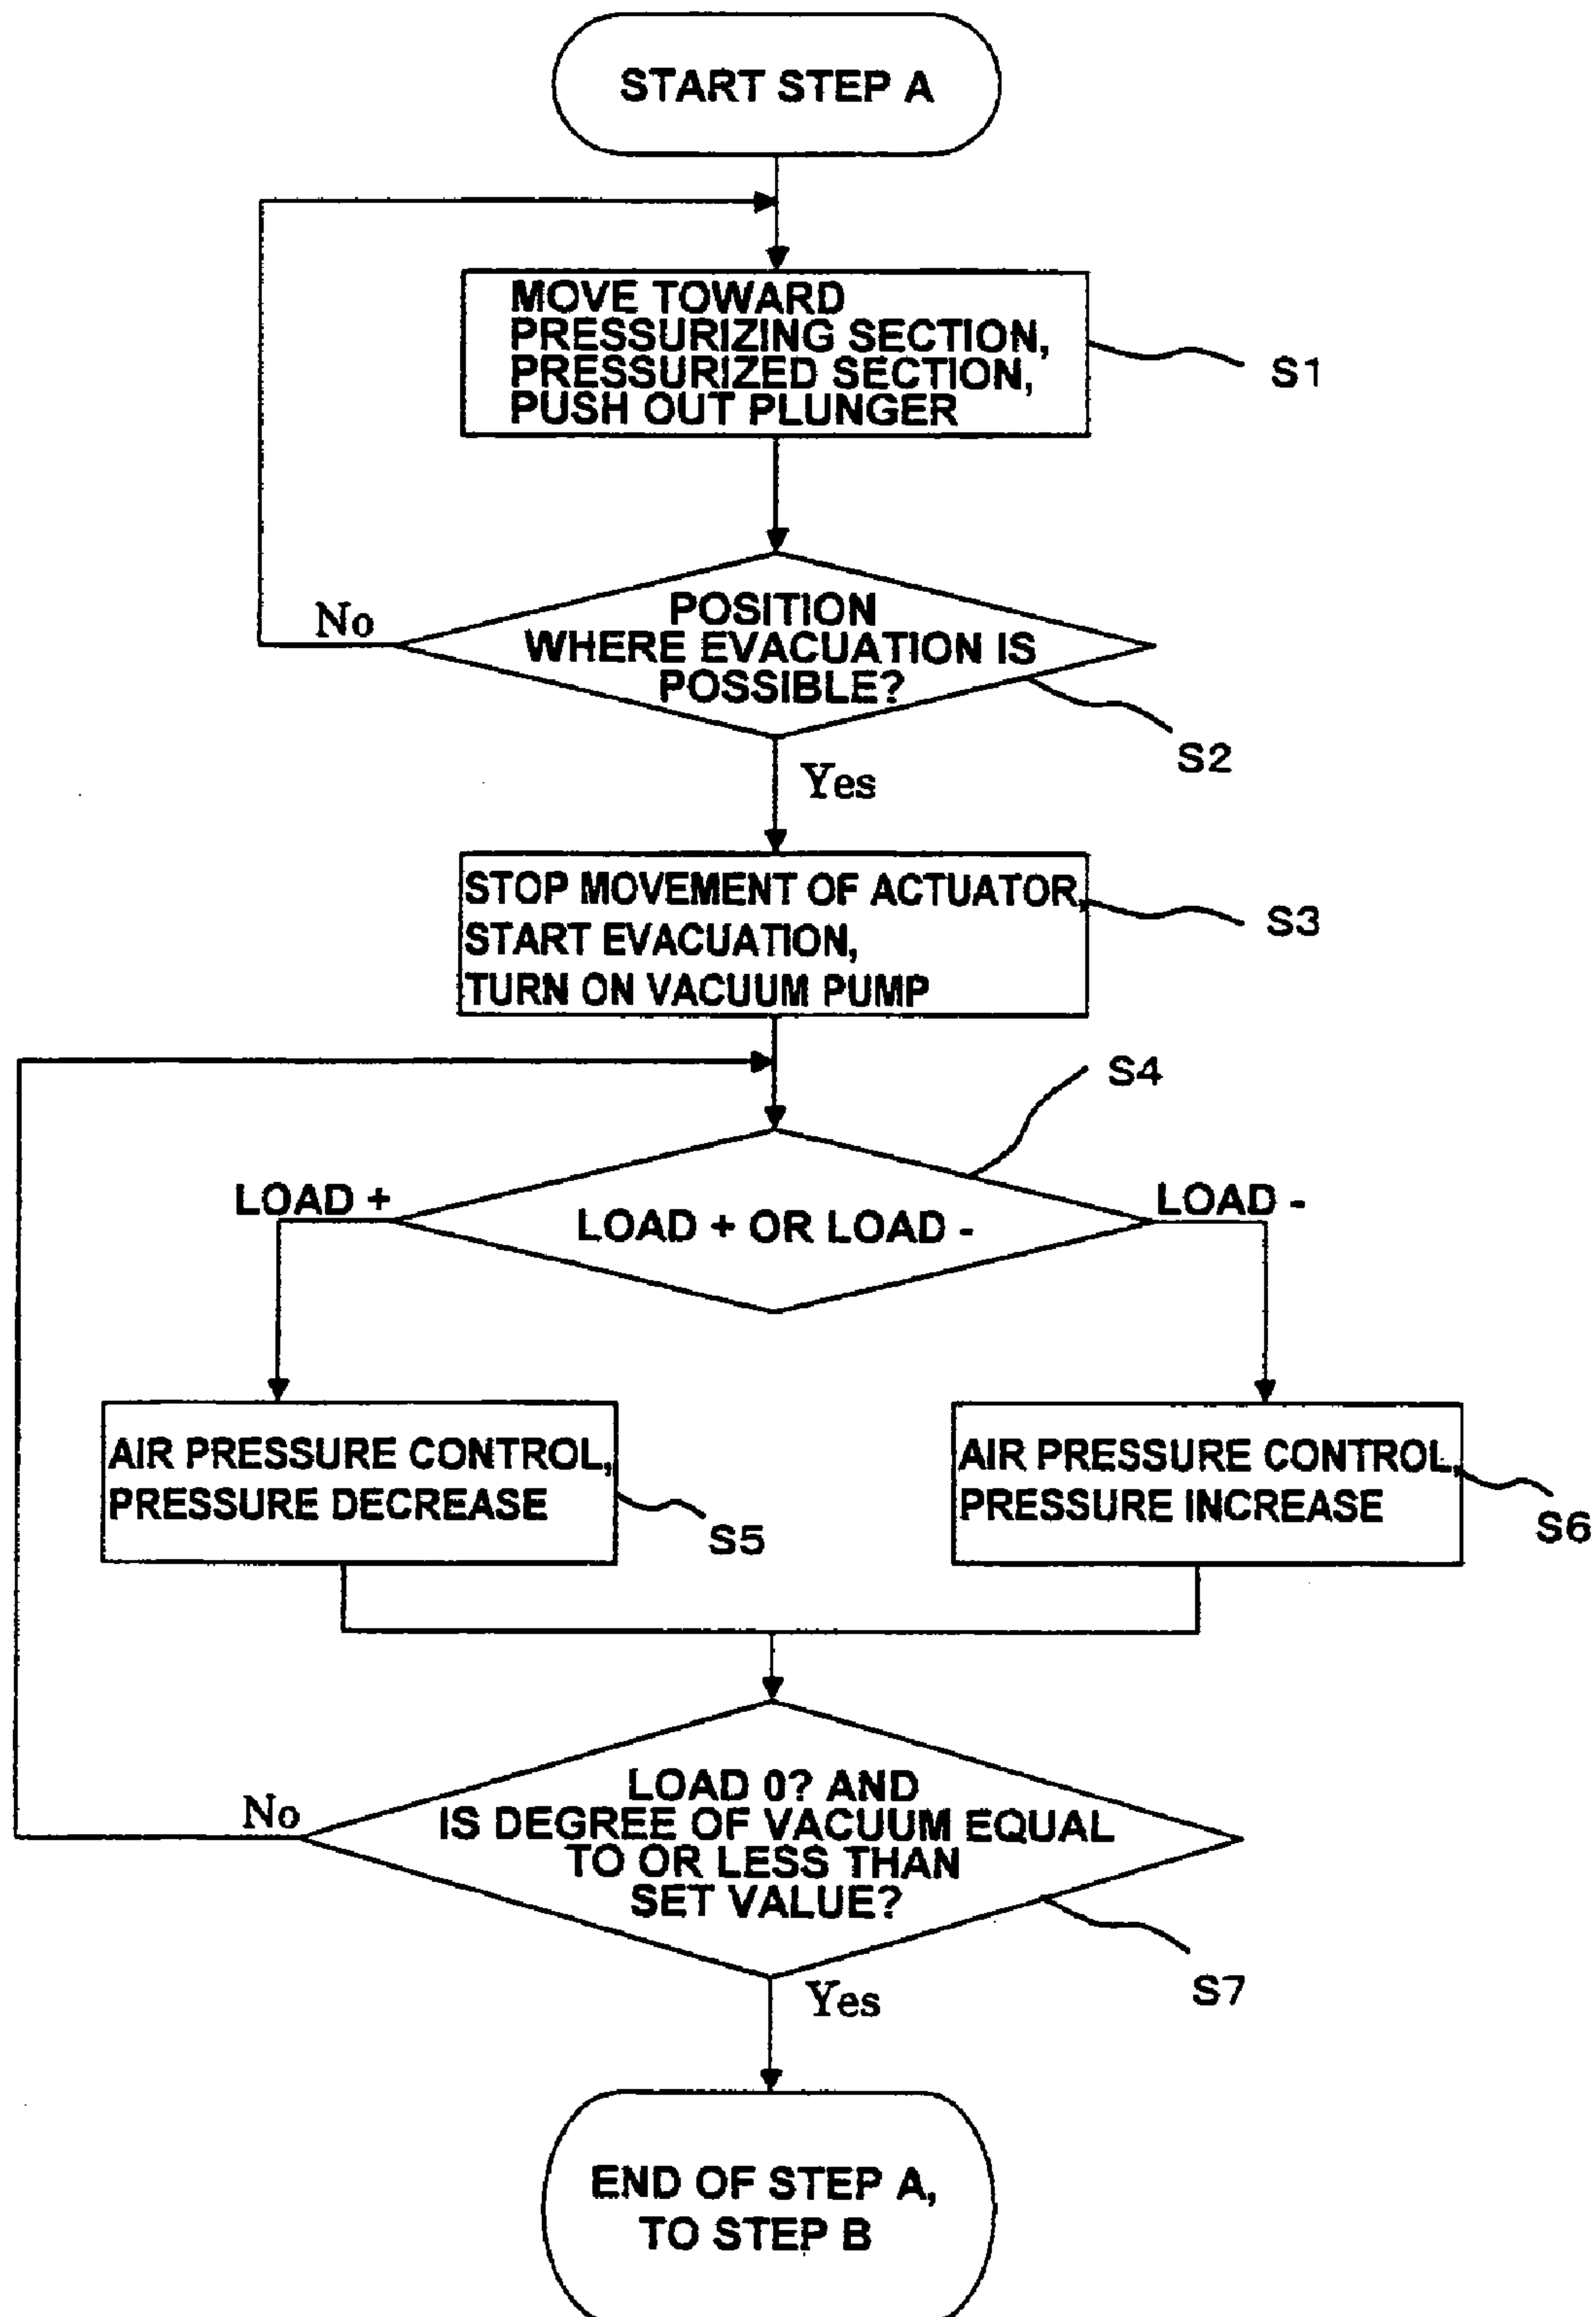 START STEP A
MOVE TOWARD
PRESSURIZING SECTION,
PRESSURIZED SECTION,
PUSH OUT PLUNGER
S1
POSITION
WHERE EVACUATION IS
POSSIBLE?
No
S2
Yes
STOP MOVEMENT OF ACTUATOR,
START EVACUATION,
TURN ON VACUUM PUMP
S3
S4
LOAD +
LOAD + OR LOAD -
LOAD -
AIR PRESSURE CONTROL,
PRESSURE DECREASE
S5
AIR PRESSURE CONTROL,
PRESSURE INCREASE
S6
LOAD 0? AND
IS DEGREE OF VACUUM EQUAL
TO OR LESS THAN
SET VALUE?
No
S7
Yes
END OF STEP A,
TO STEP B